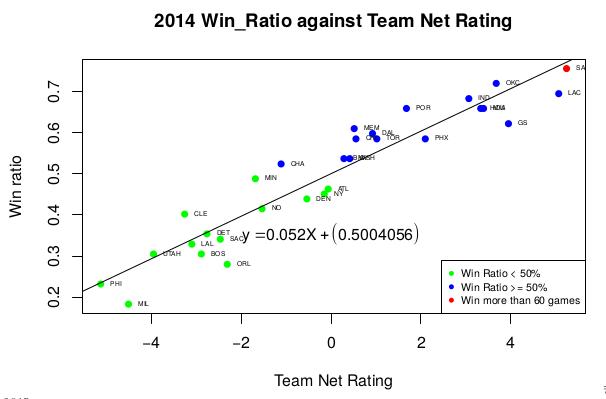 2014 Win_Ratio against Team Net Rating
Win ratio
0.7
0.6
0.5
0.4
0.3
0.2
SA
OKC
LAC
IND
POR
GS
MEM
DAL
TOR
PHX
CHA
MIN
ATL
NY
DEN
NO
CLE
DET
SAC
LAL
UTAH
BOS
ORL
PHI
MIL
y =0.052X + (0.5004056)
Win Ratio < 50%
Win Ratio >= 50%
Win more than 60 games
−4
−2
0
2
4
Team Net Rating